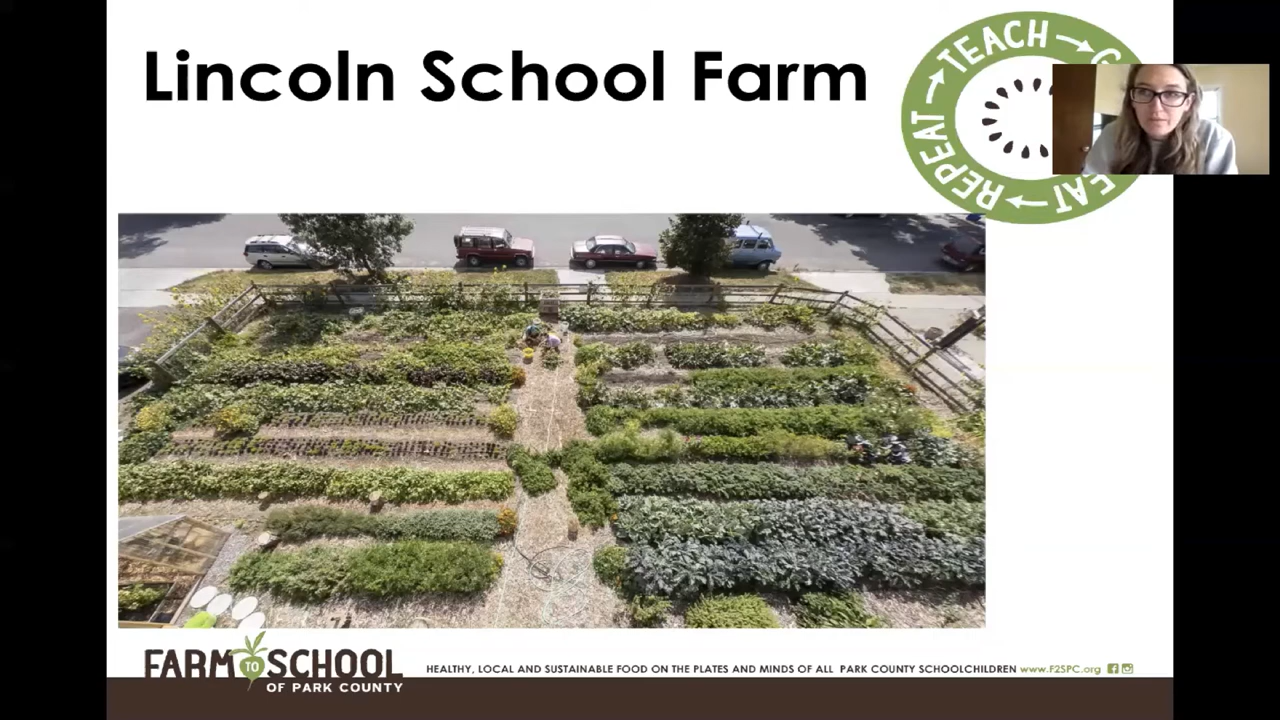 Lincoln School Farm
TEACH
EAT
REPEAT
FARM TO SCHOOL
OF PARK COUNTY
HEALTHY, LOCAL AND SUSTAINABLE FOOD ON THE PLATES AND MINDS OF ALL PARK COUNTY SCHOOLCHILDREN www.F2SPC.org